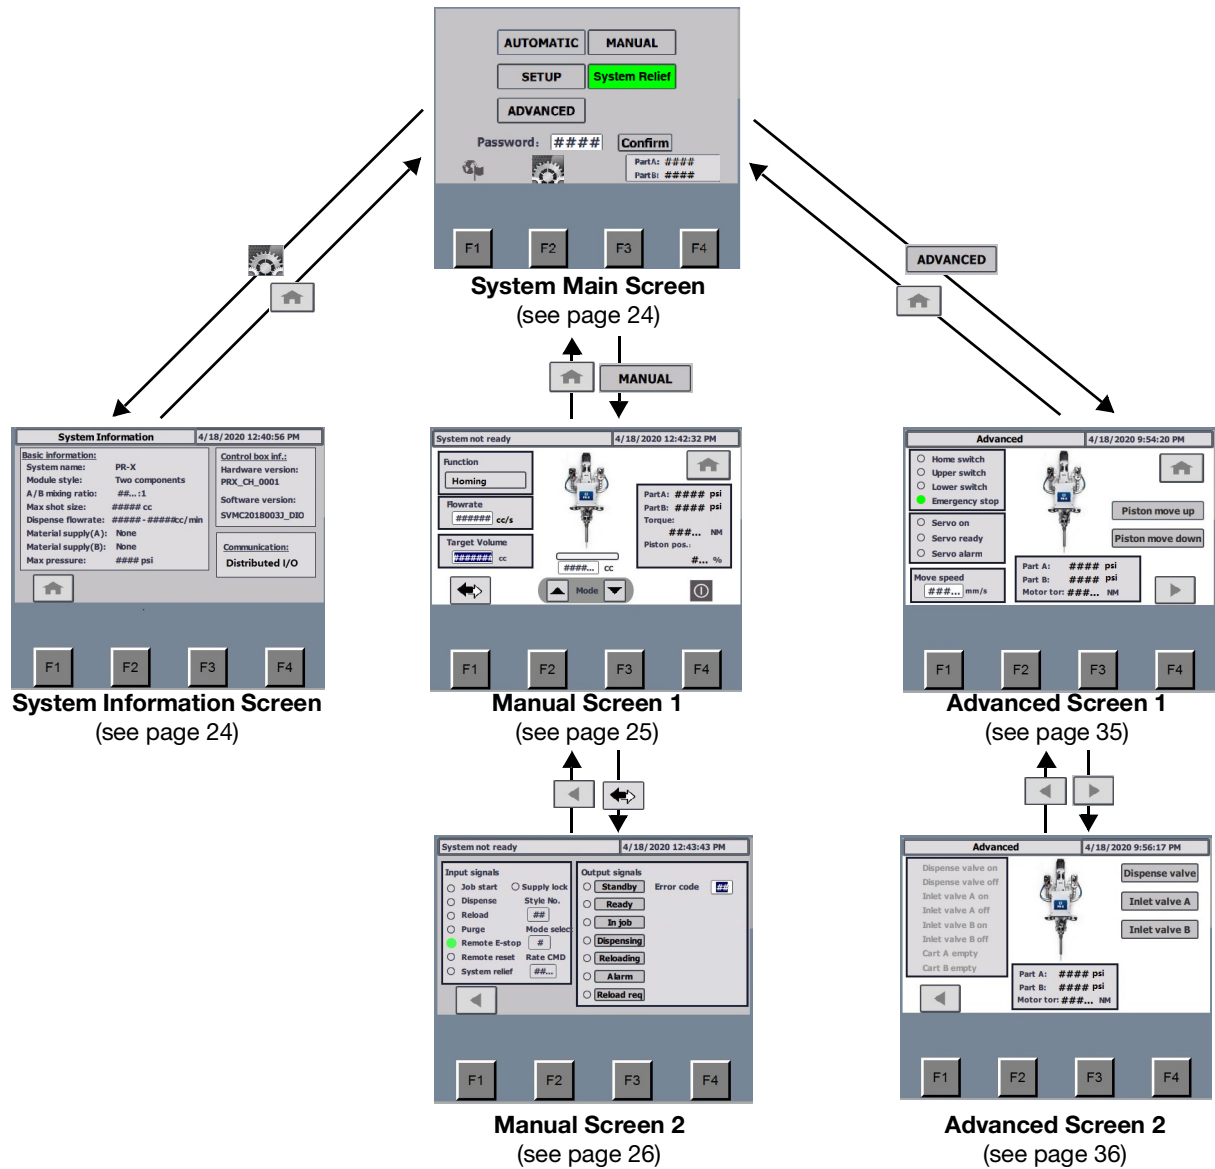 AUTOMATIC MANUAL
SETUP System Relief
ADVANCED
Password: #### Confirm
PartA: ####
PartB: ####
F1 F2 F3 F4
System Main Screen
(see page 24)
ADVANCED
MANUAL
System Information 4/18/2020 12:40:56 PM
Basic information:
System name: PR-X
Module style: Two components
A/B mixing ratio: ##...:1
Max shot size: ##### cc
Dispense flowrate: ##### - #####cc/min
Material supply(A): None
Material supply(B): None
Max pressure: #### psi
Control box inf.:
Hardware version:
PRX_CH_0001
Software version:
SVMC2018003J_DIO
Communication:
Distributed I/O
F1 F2 F3 F4
System Information Screen
(see page 24)
System not ready 4/18/2020 12:42:32 PM
Function
Homing
Flowrate
###### cc/s
Target Volume
####### cc
####... cc
Mode
PartA: #### psi
PartB: #### psi
Torque:
###... NM
Piston pos.:
#... %
F1 F2 F3 F4
Manual Screen 1
(see page 25)
Advanced 4/18/2020 9:54:20 PM
Home switch
Upper switch
Lower switch
Emergency stop
Servo on
Servo ready
Servo alarm
Move speed
###... mm/s
Part A: #### psi
Part B: #### psi
Motor tor: ###... NM
Piston move up
Piston move down
F1 F2 F3 F4
Advanced Screen 1
(see page 35)
System not ready 4/18/2020 12:43:43 PM
Input signals
Job start Supply lock
Dispense Style No.
Reload ##
Purge Mode select
Remote E-stop #
Remote reset Rate CMD
System relief ##...
Output signals
Standby Error code ##
Ready
In job
Dispensing
Reloading
Alarm
Reload req
F1 F2 F3 F4
Manual Screen 2
(see page 26)
Advanced 4/18/2020 9:56:17 PM
Dispense valve on
Dispense valve off
Inlet valve A on
Inlet valve A off
Inlet valve B on
Inlet valve B off
Cart A empty
Cart B empty
Part A: #### psi
Part B: #### psi
Motor tor: ###... NM
Dispense valve
Inlet valve A
Inlet valve B
F1 F2 F3 F4
Advanced Screen 2
(see page 36)